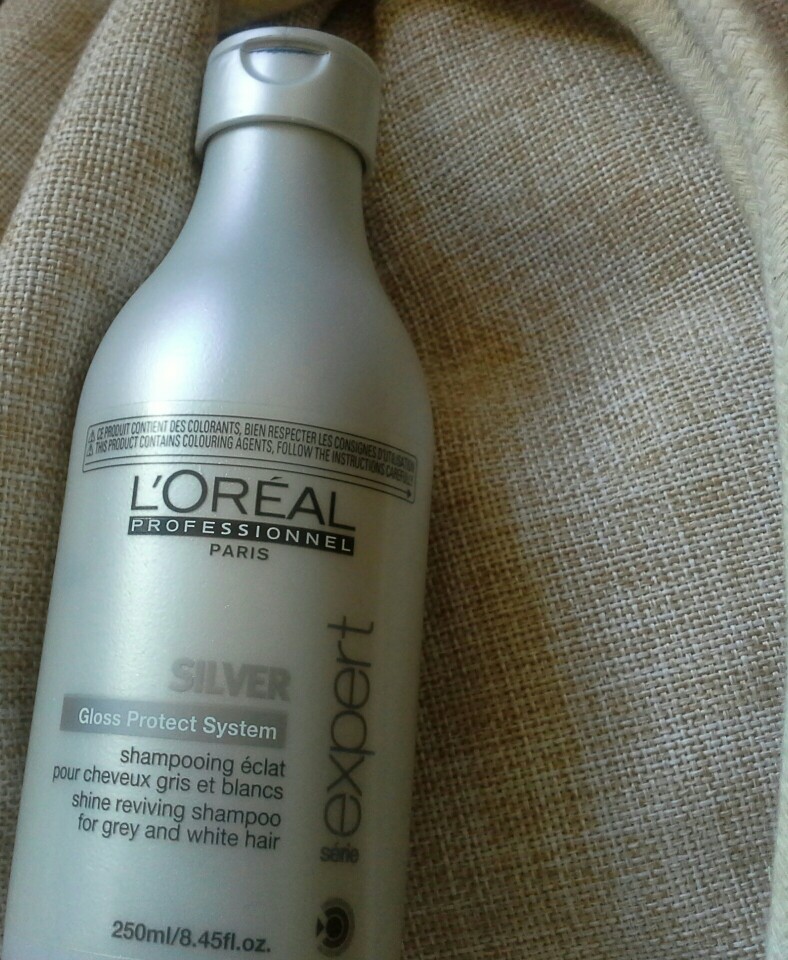 CE PRODUIT CONTIENT DES COLORANTS, BIEN RESPECTER LES CONSIGNES D'UTILISATION
THIS PRODUCT CONTAINS COLOURING AGENTS, FOLLOW THE INSTRUCTIONS CAREFULLY
L'ORÉAL
PROFESSIONNEL
PARIS
SILVER
Gloss Protect System
shampooing éclat
pour cheveux gris et blancs
shine reviving shampoo
for grey and white hair
série expert
250ml/8.45fl.oz.